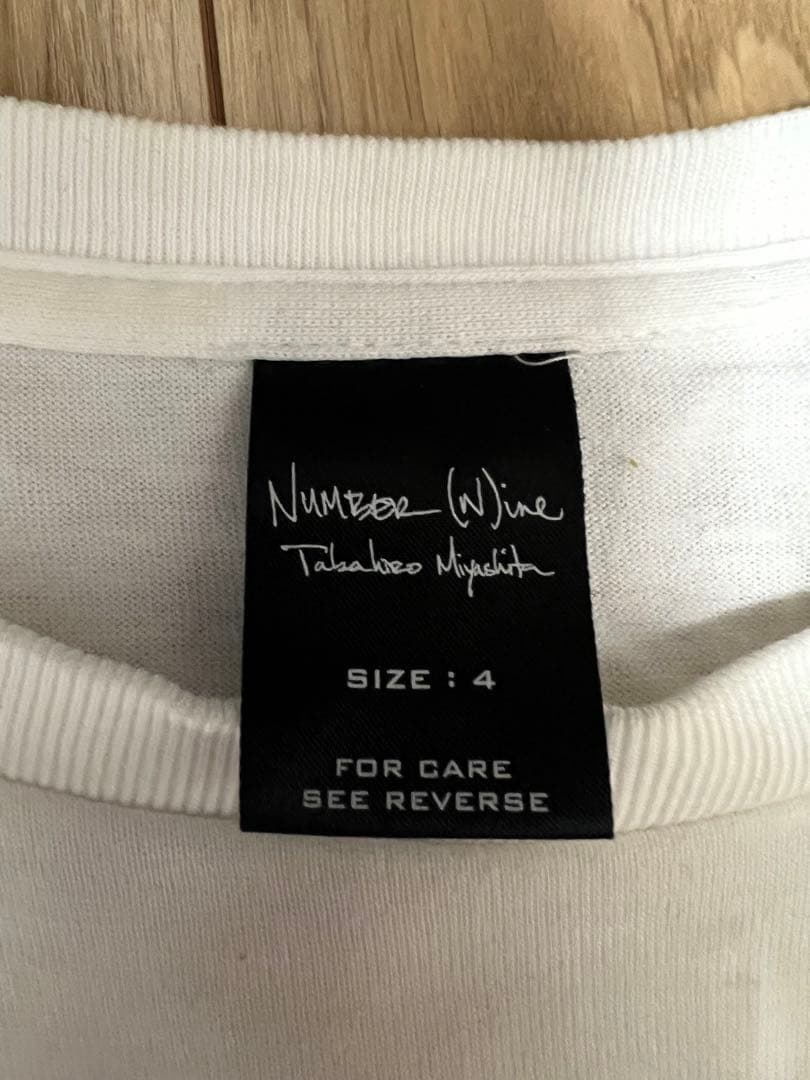 NUMBER (N)ine
Takahiro Miyashita
SIZE : 4
FOR CARE
SEE REVERSE